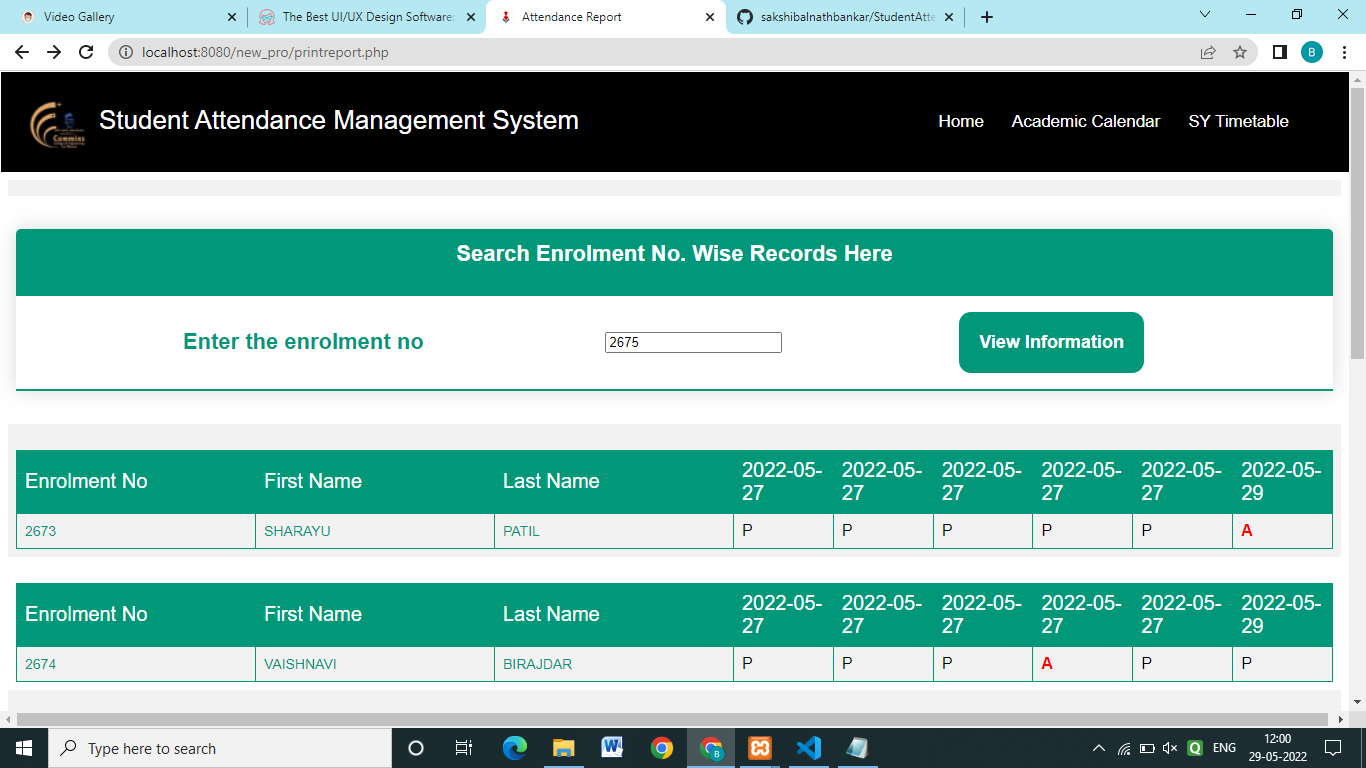 Video Gallery
The Best UI/UX Design Software:
Attendance Report
sakshibalnathbankar/StudentAtte
localhost:8080/new_pro/printreport.php
B
Cummins
Student Attendance Management System
Home
Academic Calendar
SY Timetable
Search Enrolment No. Wise Records Here
Enter the enrolment no
2675
View Information
Enrolment No First Name Last Name 2022-05-27 2022-05-27 2022-05-27 2022-05-27 2022-05-27 2022-05-29
2673 SHARAYU PATIL P P P P P A
Enrolment No First Name Last Name 2022-05-27 2022-05-27 2022-05-27 2022-05-27 2022-05-27 2022-05-29
2674 VAISHNAVI BIRAJDAR P P P A P P
Type here to search
ENG
12:00
29-05-2022